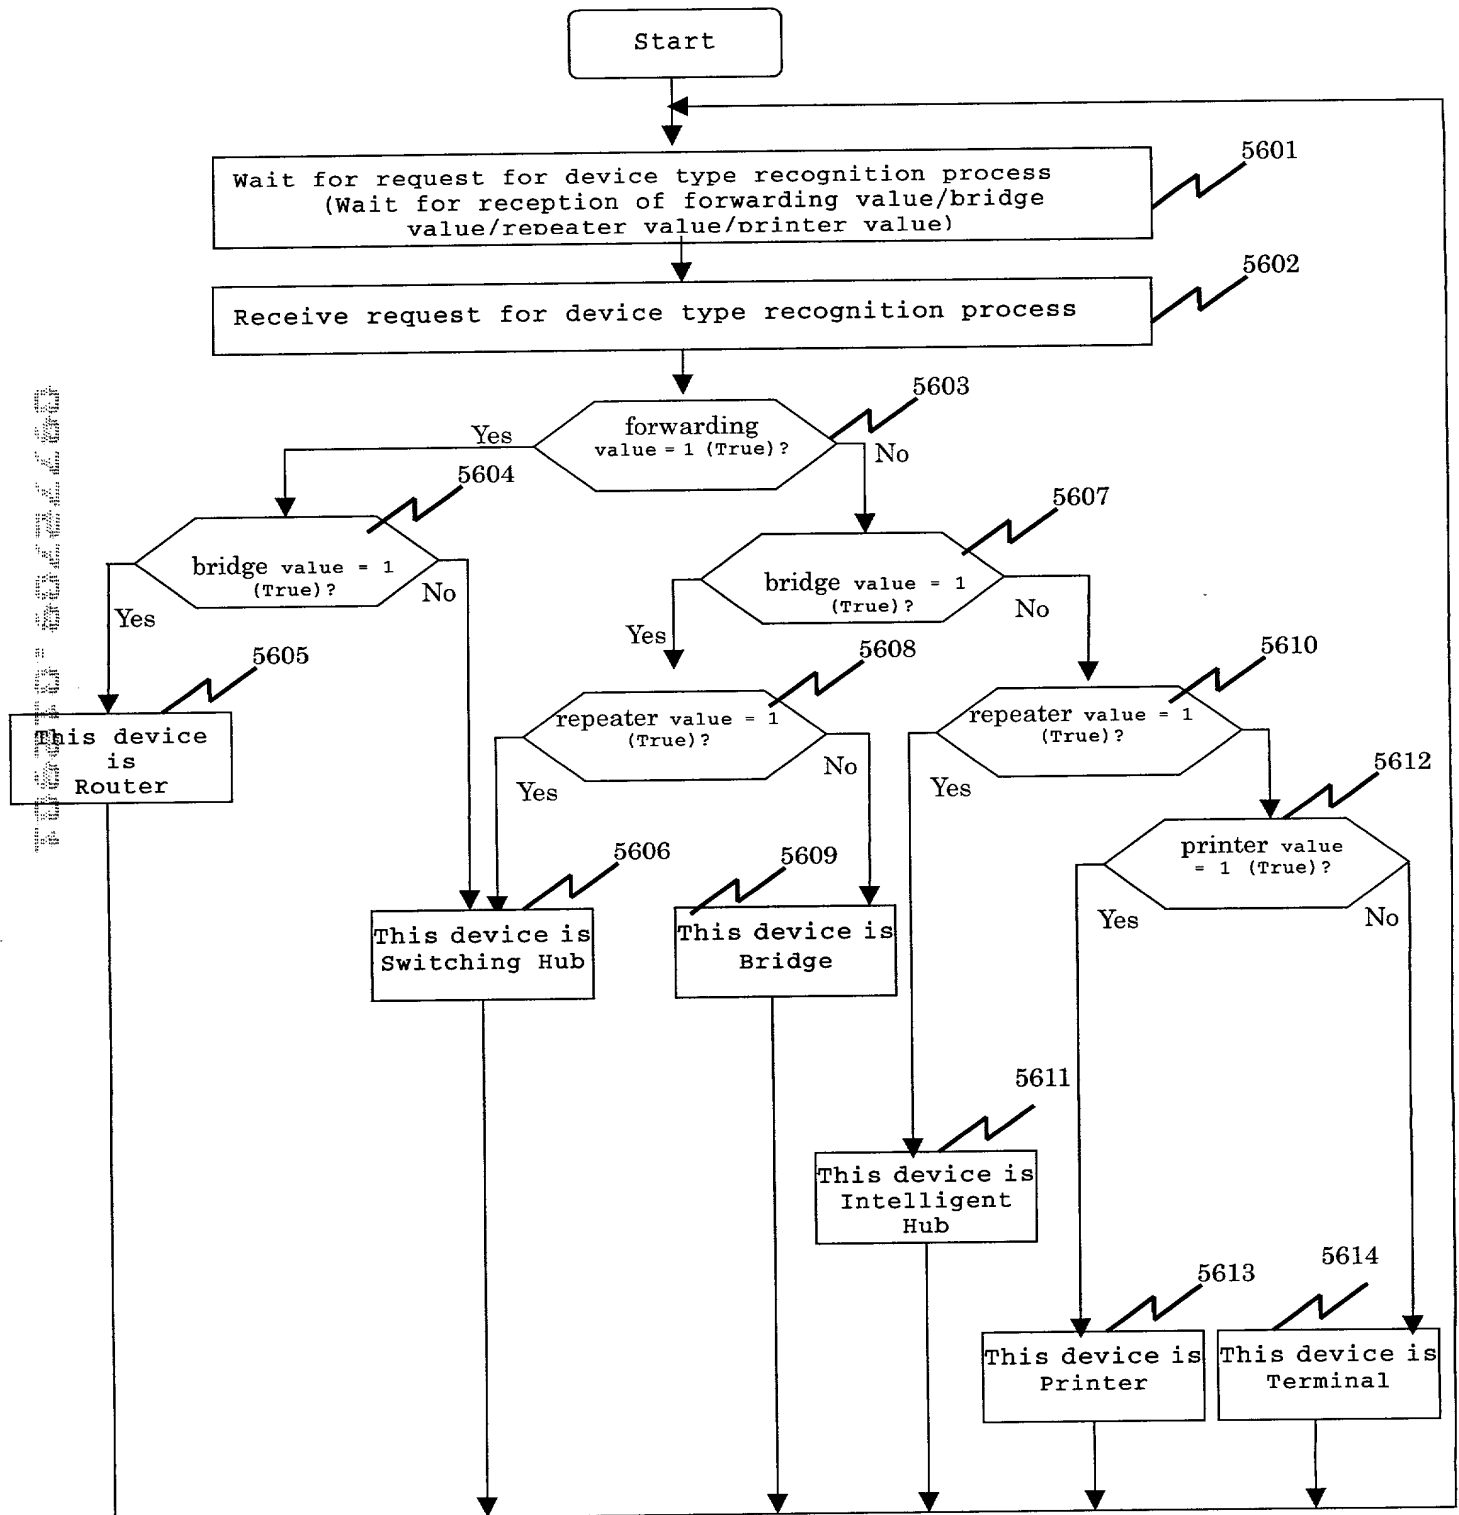 Start
Wait for request for device type recognition process
(Wait for reception of forwarding value/bridge
value/repeater value/printer value)
5601
Receive request for device type recognition process
5602
forwarding
value = 1 (True)?
5603
Yes
No
bridge value = 1
(True)?
5604
Yes
No
bridge value = 1
(True)?
5607
Yes
No
This device
is
Router
5605
repeater value = 1
(True)?
5608
Yes
No
repeater value = 1
(True)?
5610
Yes
printer value
= 1 (True)?
5612
Yes
No
This device is
Switching Hub
5606
This device is
Bridge
5609
This device is
Intelligent
Hub
5611
This device is
Printer
5613
This device is
Terminal
5614